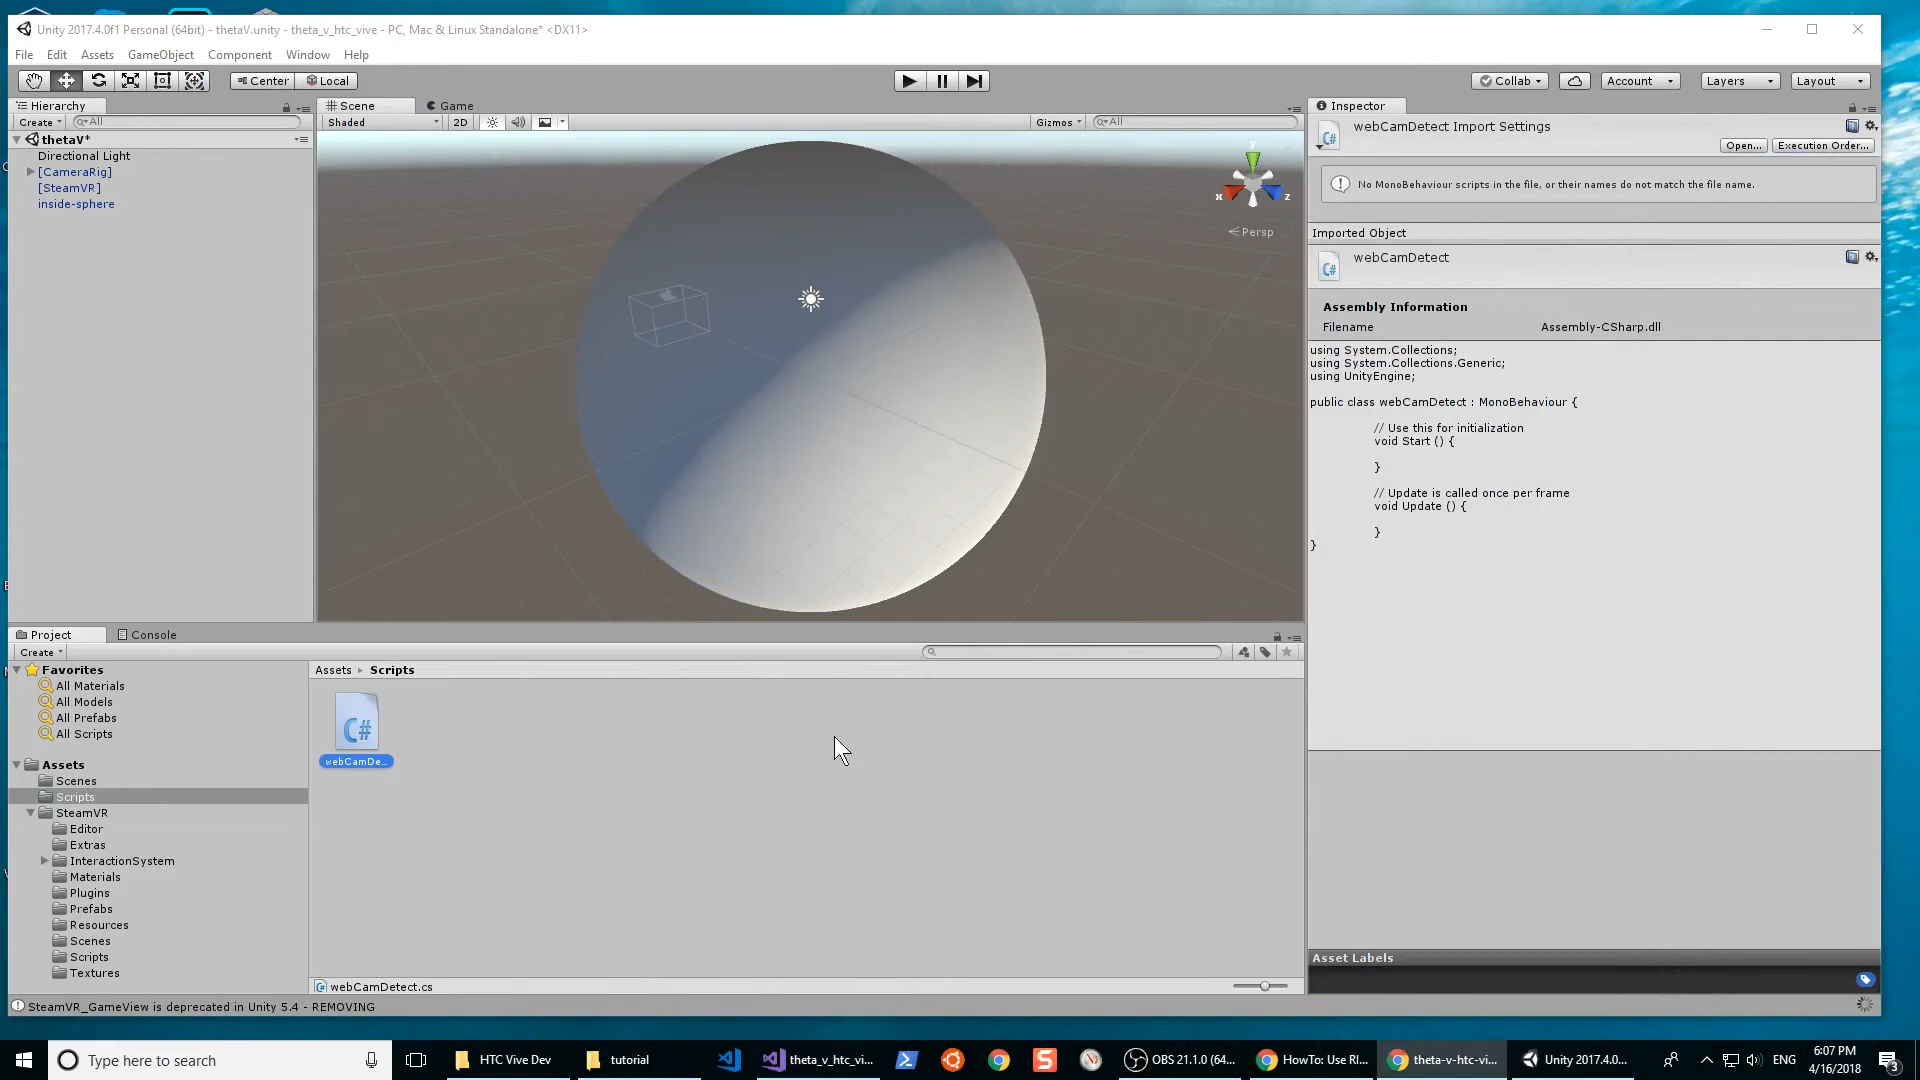 Unity 2017.4.0f1 Personal (64bit) - thetaV.unity - theta_v_htc_vive - PC, Mac & Linux Standalone* <DX11>
File Edit Assets GameObject Component Window Help
Center Local Collab Account Layers Layout
Hierarchy
Create All
thetaV*
Directional Light
[CameraRig]
[SteamVR]
inside-sphere
Scene Game
Shaded 2D Gizmos All
y
x z
Persp
Inspector
webCamDetect Import Settings
Open... Execution Order...
No MonoBehaviour scripts in the file, or their names do not match the file name.
Imported Object
webCamDetect
Assembly Information
Filename Assembly-CSharp.dll
using System.Collections;
using System.Collections.Generic;
using UnityEngine;
public class webCamDetect : MonoBehaviour {
// Use this for initialization
void Start () {
}
// Update is called once per frame
void Update () {
}
}
Asset Labels
Project Console
Create
Favorites
All Materials
All Models
All Prefabs
All Scripts
Assets
Scenes
Scripts
SteamVR
Editor
Extras
InteractionSystem
Materials
Plugins
Prefabs
Resources
Scenes
Scripts
Textures
Assets Scripts
C#
webCamDe...
webCamDetect.cs
SteamVR_GameView is deprecated in Unity 5.4 - REMOVING
Type here to search
HTC Vive Dev
tutorial
theta_v_htc_vi...
OBS 21.1.0 (64...
HowTo: Use RI...
theta-v-htc-vi...
Unity 2017.4.0...
ENG
6:07 PM
4/16/2018
3